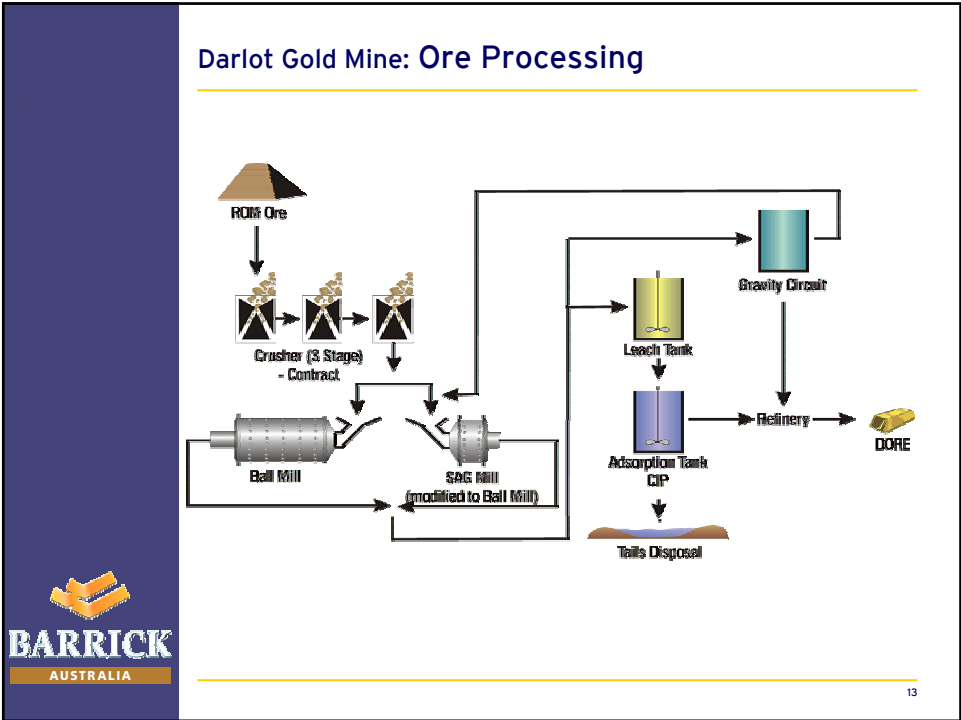 Darlot Gold Mine: Ore Processing
ROM Ore
Crusher (3 Stage)
- Contract
Gravity Circuit
Leach Tank
Ball Mill
SAG Mill
(modified to Ball Mill)
Adsorption Tank
CIP
Refinery
DORE
Tails Disposal
BARRICK
AUSTRALIA
13